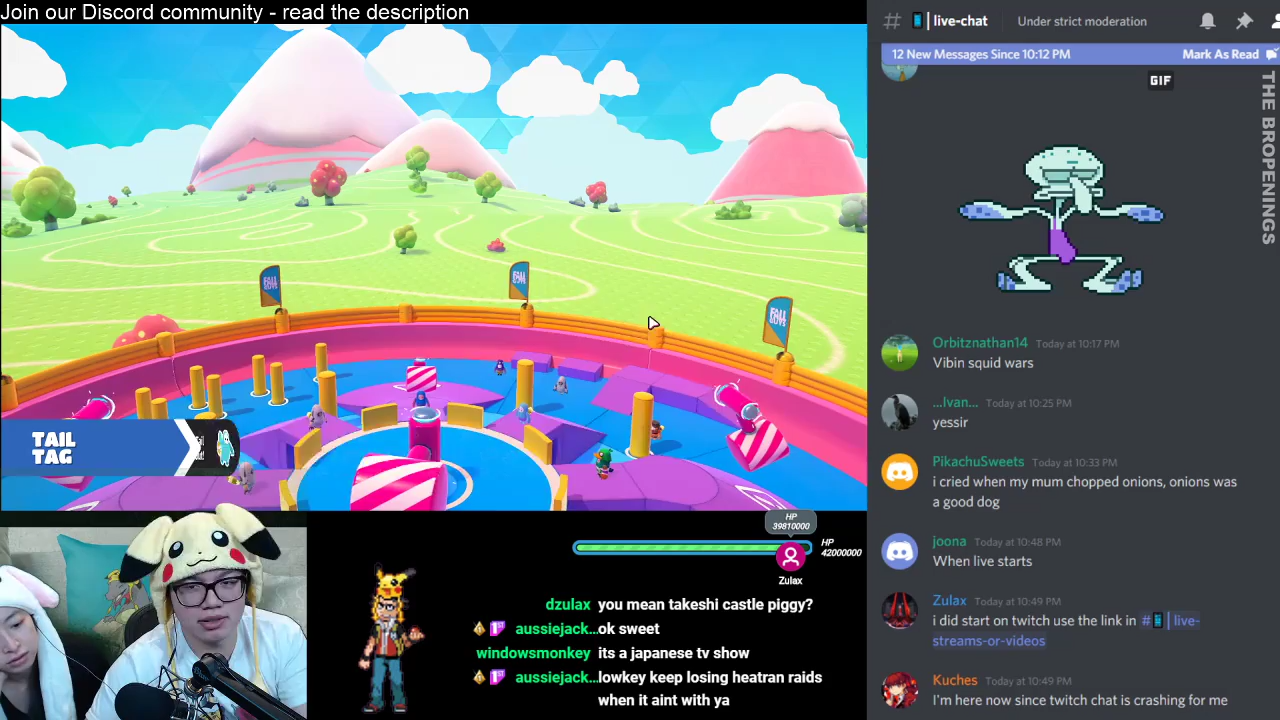 Join our Discord community - read the description
TAIL
TAG
HP
39810000
HP
42000000
Zulax
dzulax you mean takeshi castle piggy?
aussiejack...ok sweet
windowsmonkey its a japanese tv show
aussiejack...lowkey keep losing heatran raids
when it aint with ya
# | live-chat Under strict moderation
12 New Messages Since 10:12 PM Mark As Read
GIF
THE BROPENINGS
Orbitznathan14 Today at 10:17 PM
Vibin squid wars
...Ivan... Today at 10:25 PM
yessir
PikachuSweets Today at 10:33 PM
i cried when my mum chopped onions, onions was
a good dog
joona Today at 10:48 PM
When live starts
Zulax Today at 10:49 PM
i did start on twitch use the link in # | live-
streams-or-videos
Kuches Today at 10:49 PM
I'm here now since twitch chat is crashing for me